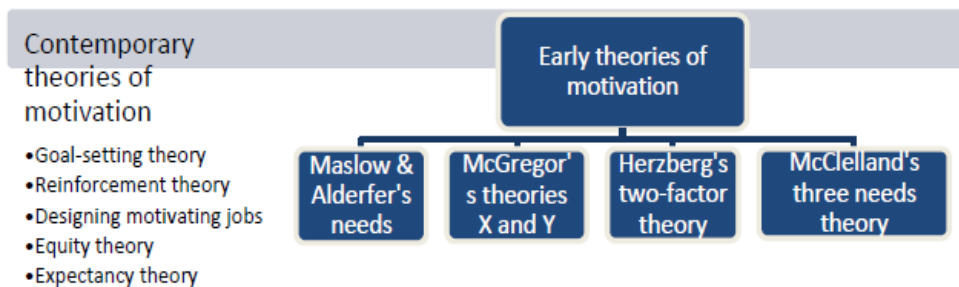 Contemporary
theories of
motivation
•Goal-setting theory
•Reinforcement theory
•Designing motivating jobs
•Equity theory
•Expectancy theory
Early theories of
motivation
Maslow &
Alderfer's
needs
McGregor'
s theories
X and Y
Herzberg's
two-factor
theory
McClelland's
three needs
theory